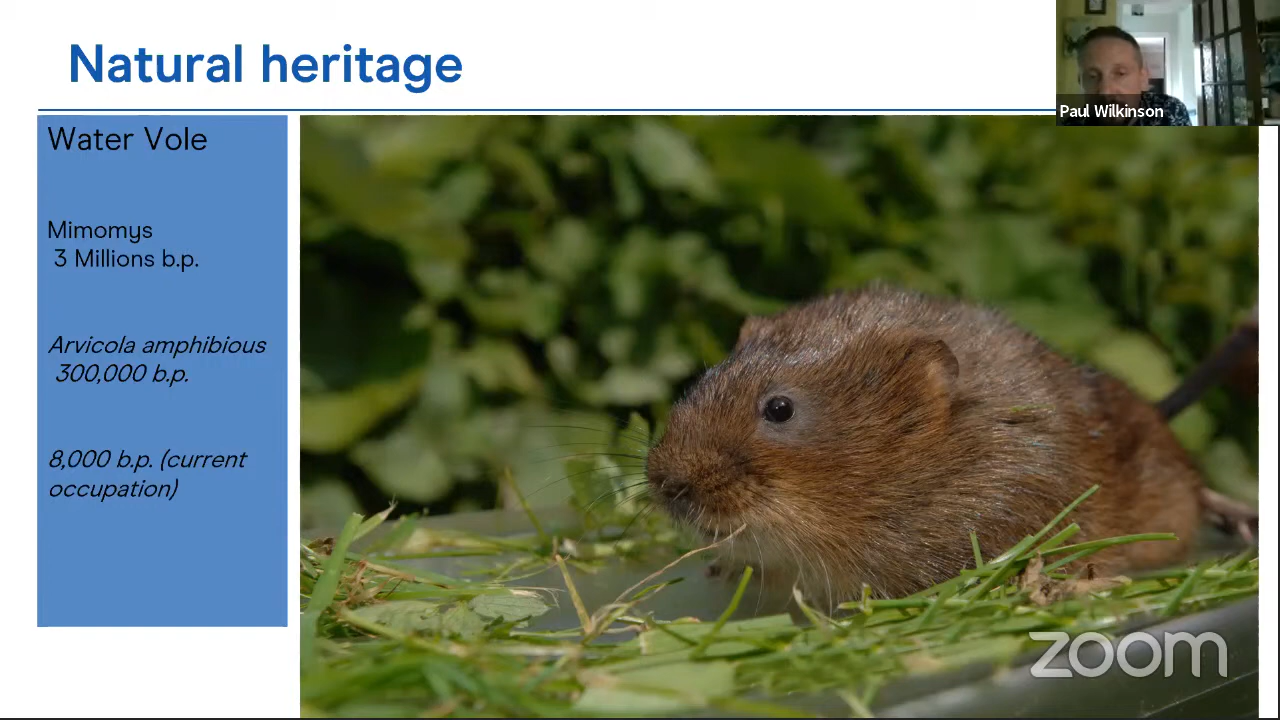 Natural heritage
Paul Wilkinson
Water Vole
Mimomys
3 Millions b.p.
Arvicola amphibious
300,000 b.p.
8,000 b.p. (current
occupation)
zoom